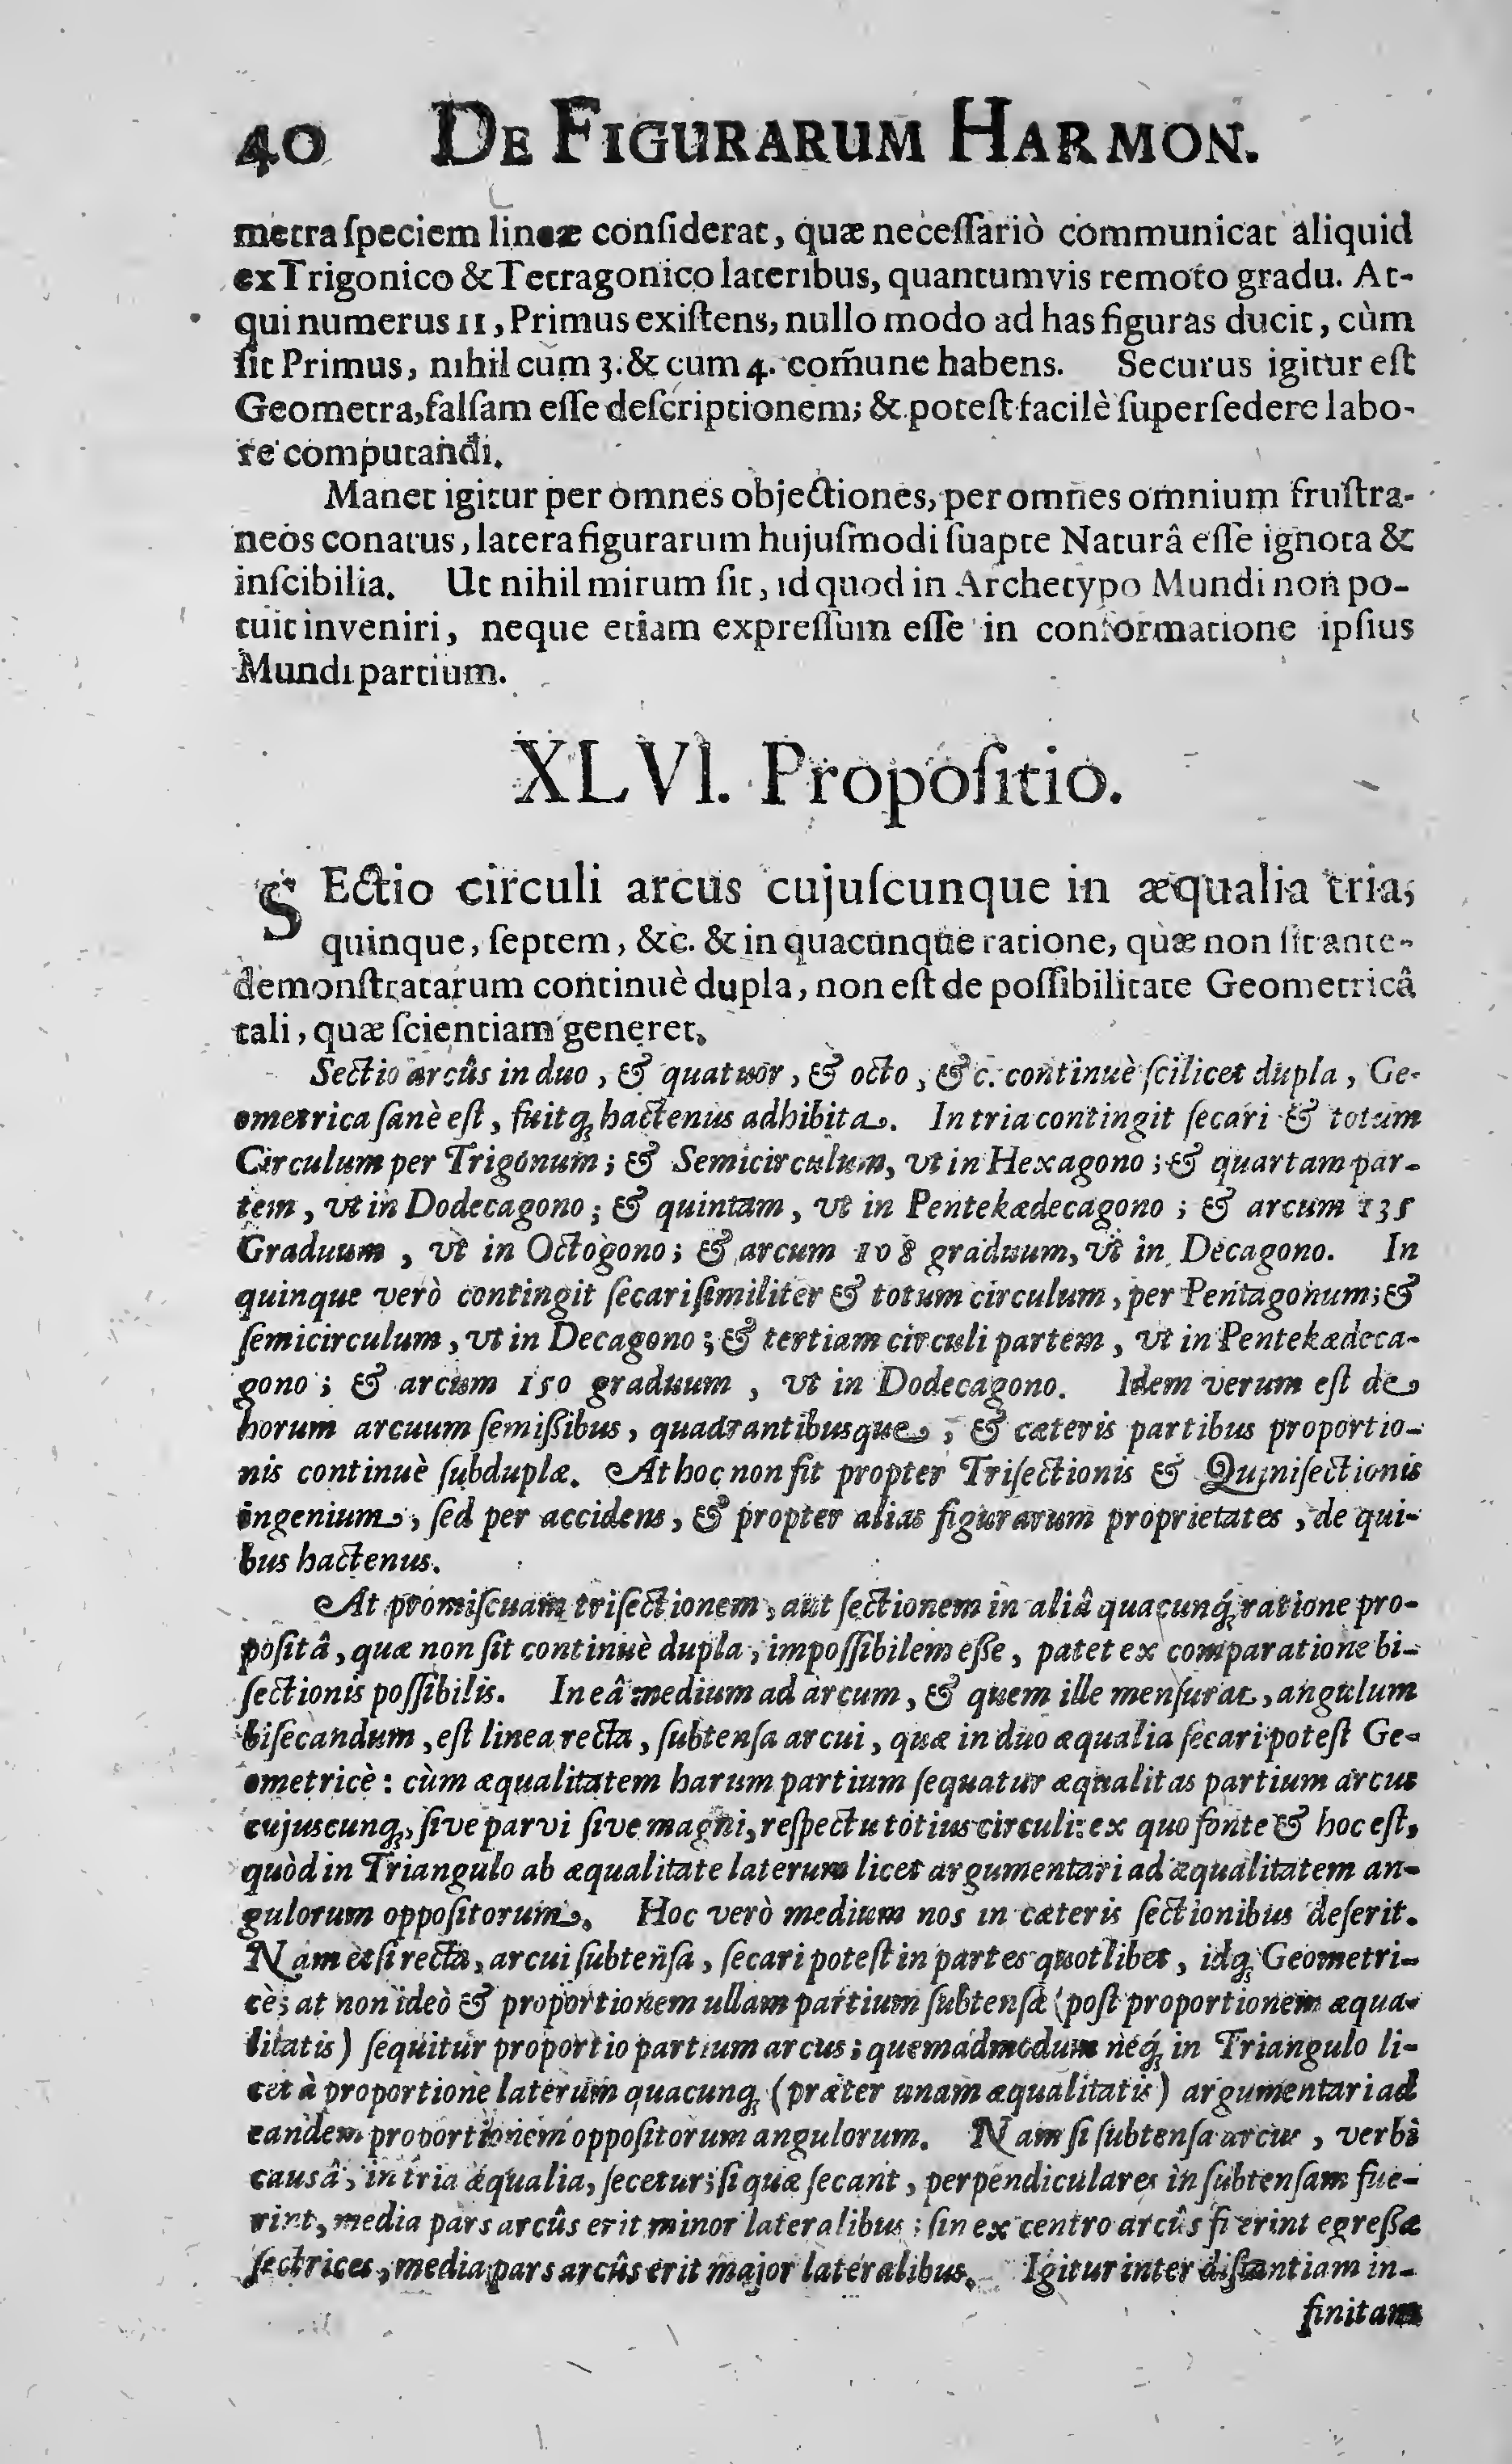 40 DE FIGURARUM HARMON.
metra ſpeciem lineæ conſiderat, quæ neceſſariò communicat aliquid
ex Trigonico & Tetragonico lateribus, quantumvis remoto gradu. At-
qui numerus 11, Primus exiſtens, nullo modo ad has figuras ducit, cùm
ſit Primus, nihil cum 3. & cum 4. com̃une habens. Securus igitur eſt
Geometra, falſam eſſe deſcriptionem; & poteſt facilè ſuperſedere labo-
re computandi.
Manet igitur per omnes objectiones, per omnes omnium fruſtra-
neos conatus, latera figurarum hujuſmodi ſuapte Naturâ eſſe ignota &
inſcibilia. Ut nihil mirum ſit, id quod in Archetypo Mundi non po-
tuit inveniri, neque etiam expreſſum eſſe in conformatione ipſius
Mundi partium.
XLVI. Propoſitio.
SEctio circuli arcus cujuſcunque in æqualia tria,
quinque, ſeptem, &c. & in quacunque ratione, quæ non ſit ante-
demonſtratarum continuè dupla, non eſt de poſſibilitate Geometricâ
tali, quæ ſcientiam generet.
Sectio arcûs in duo, & quatuor, & octo, &c. continuè ſcilicet dupla, Ge-
ometrica ſanè eſt, fuitq́ꝫ hactenus adhibita. In tria contingit ſecari & totum
Circulum per Trigonum; & Semicirculum, ut in Hexagono; & quartam par-
tem, ut in Dodecagono; & quintam, ut in Pentekædecagono; & arcum 135
Graduum, ut in Octogono; & arcum 108 graduum, ut in Decagono. In
quinque verò contingit ſecari ſimiliter & totum circulum, per Pentagonum; &
ſemicirculum, ut in Decagono; & tertiam circuli partem, ut in Pentekædeca-
gono; & arcum 150 graduum, ut in Dodecagono. Idem verum eſt de
horum arcuum ſemiſsibus, quadrantibusque, & cæteris partibus proportio-
nis continuè ſubduplæ. At hoc non fit propter Triſectionis & Quiniſectionis
ingenium, ſed per accidens, & propter alias figurarum proprietates, de qui-
bus hactenus.
At promiſcuam triſectionem, aut ſectionem in aliâ quacunq́ꝫ ratione pro-
poſitâ, quæ non ſit continuè dupla, impoſſibilem eſſe, patet ex comparatione bi-
ſectionis poſſibilis. In eâ medium ad arcum, & quem ille menſurat, angulum
biſecandum, eſt linea recta, ſubtenſa arcui, quæ in duo æqualia ſecari poteſt Ge-
ometricè: cùm æqualitatem harum partium ſequatur æqualitas partium arcus
cujuscunq́ꝫ, ſive parvi ſive magni, reſpectu totius circuli: ex quo fonte & hoc eſt,
quòd in Triangulo ab æqualitate laterum licet argumentari ad æqualitatem an-
gulorum oppoſitorum. Hoc verò medium nos in cæteris ſectionibus deſerit.
Nam etſi recta, arcui ſubtenſa, ſecari poteſt in partes quotlibet, idq́ꝫ Geometri-
cè; at non ideò & proportionem ullam partium ſubtenſæ (poſt proportionem æqua-
litatis) ſequitur proportio partium arcus; quemadmodum neq́ꝫ in Triangulo li-
cet à proportione laterum quacunq́ꝫ (præter unam æqualitatis) argumentari ad
eandem proportionem oppoſitorum angulorum. Nam ſi ſubtenſa arcus, verbi
causâ, in tria æqualia, ſecetur; ſi quæ ſecant, perpendiculares in ſubtenſam fue-
rint, media pars arcûs erit minor lateralibus; ſin ex centro arcûs fuerint egreſsæ
ſectrices, media pars arcûs erit major lateralibus. Igitur inter diſtantiam in-
finitam